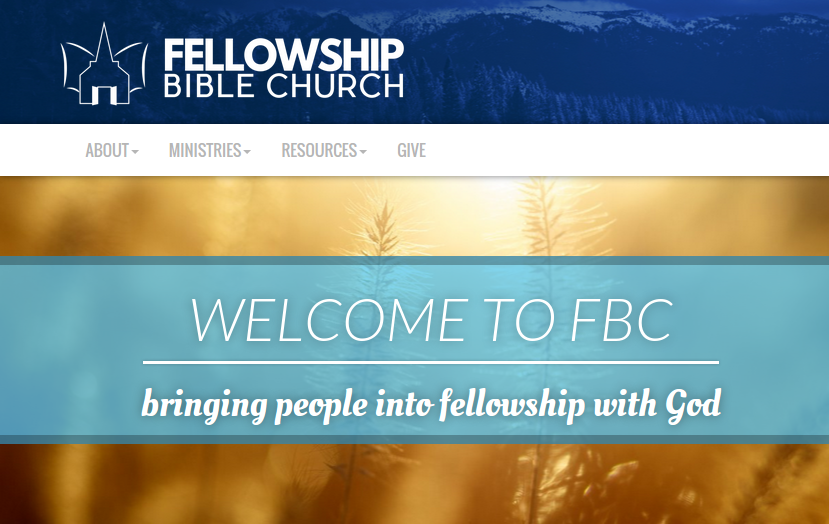 FELLOWSHIP
BIBLE CHURCH
ABOUT MINISTRIES RESOURCES GIVE
WELCOME TO FBC
bringing people into fellowship with God